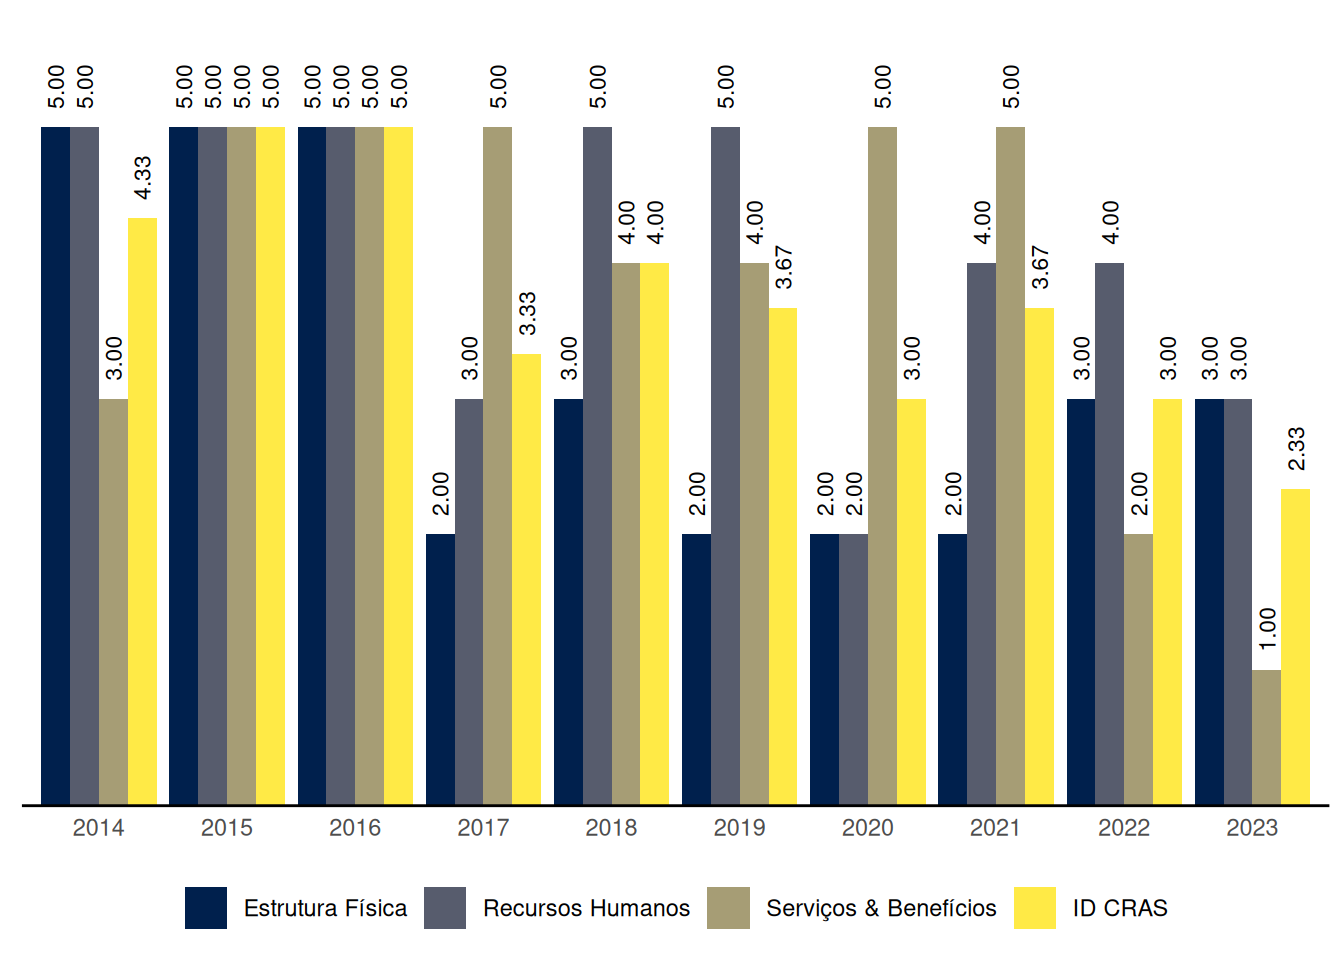 5.00 5.00 3.00 4.33 5.00 5.00 5.00 5.00 5.00 5.00 5.00 5.00 2.00 3.00 5.00 3.33 3.00 5.00 4.00 4.00 2.00 5.00 4.00 3.67 2.00 2.00 5.00 3.00 2.00 4.00 5.00 3.67 3.00 4.00 2.00 3.00 3.00 3.00 1.00 2.33
2014 2015 2016 2017 2018 2019 2020 2021 2022 2023
Estrutura Física Recursos Humanos Serviços & Benefícios ID CRAS